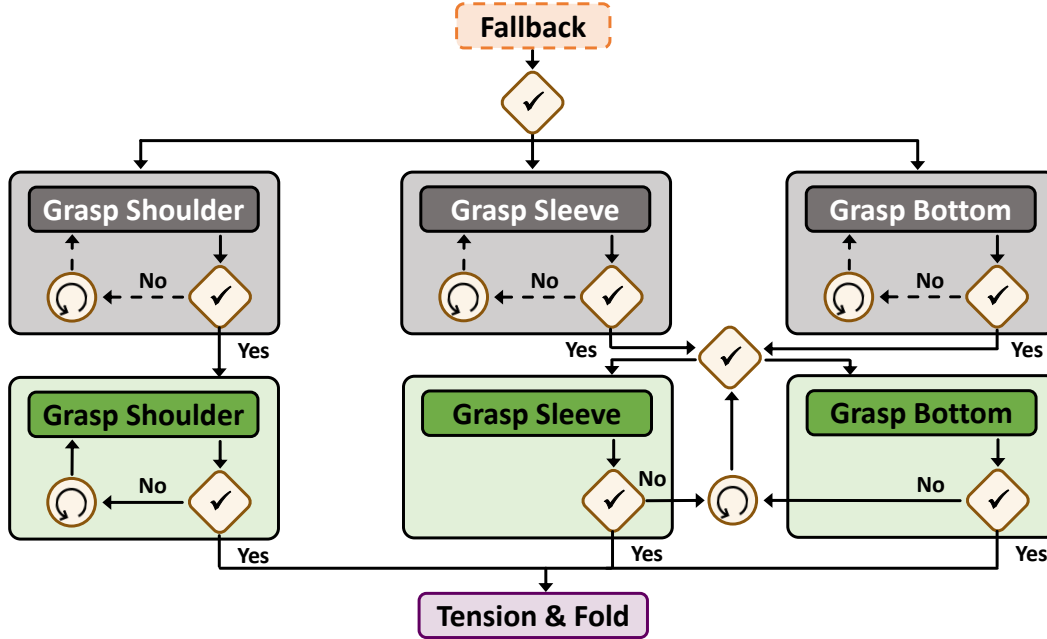 Fallback
Grasp Shoulder
Grasp Sleeve
Grasp Bottom
No
No
No
Yes
Yes
Yes
Grasp Shoulder
Grasp Sleeve
Grasp Bottom
No
No
No
Yes
Yes
Yes
Tension & Fold